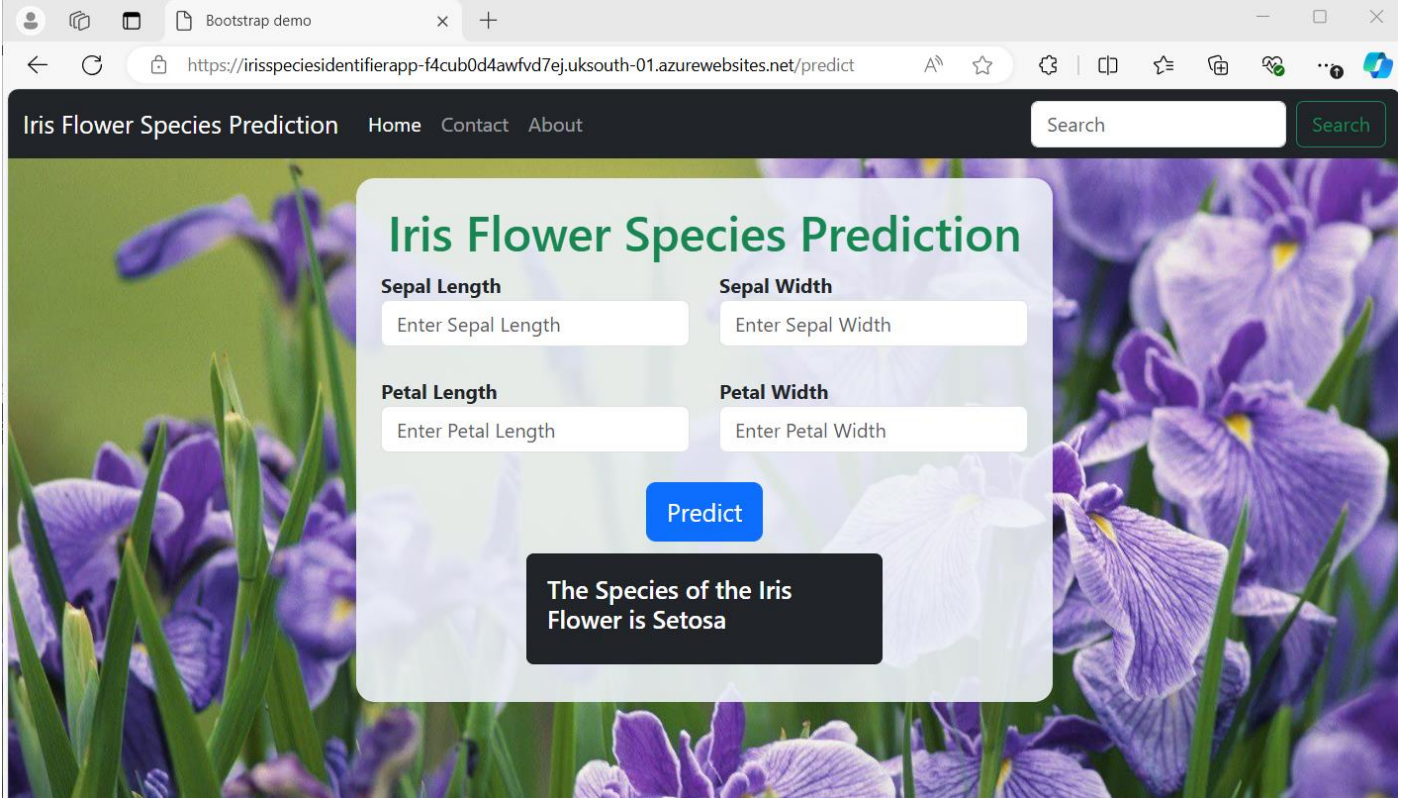 Bootstrap demo
https://irisspeciesidentifierapp-f4cub0d4awfvd7ej.uksouth-01.azurewebsites.net/predict
Iris Flower Species Prediction Home Contact About Search Search
Iris Flower Species Prediction
Sepal Length Sepal Width
Enter Sepal Length Enter Sepal Width
Petal Length Petal Width
Enter Petal Length Enter Petal Width
Predict
The Species of the Iris
Flower is Setosa